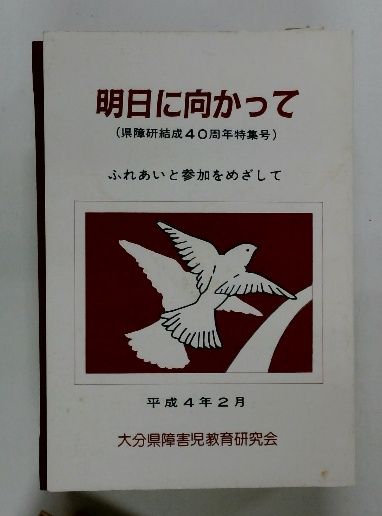 明日に向かって
(県障研結成40周年特集号)
ふれあいと参加をめざして
平成4年2月
大分県障害児教育研究会